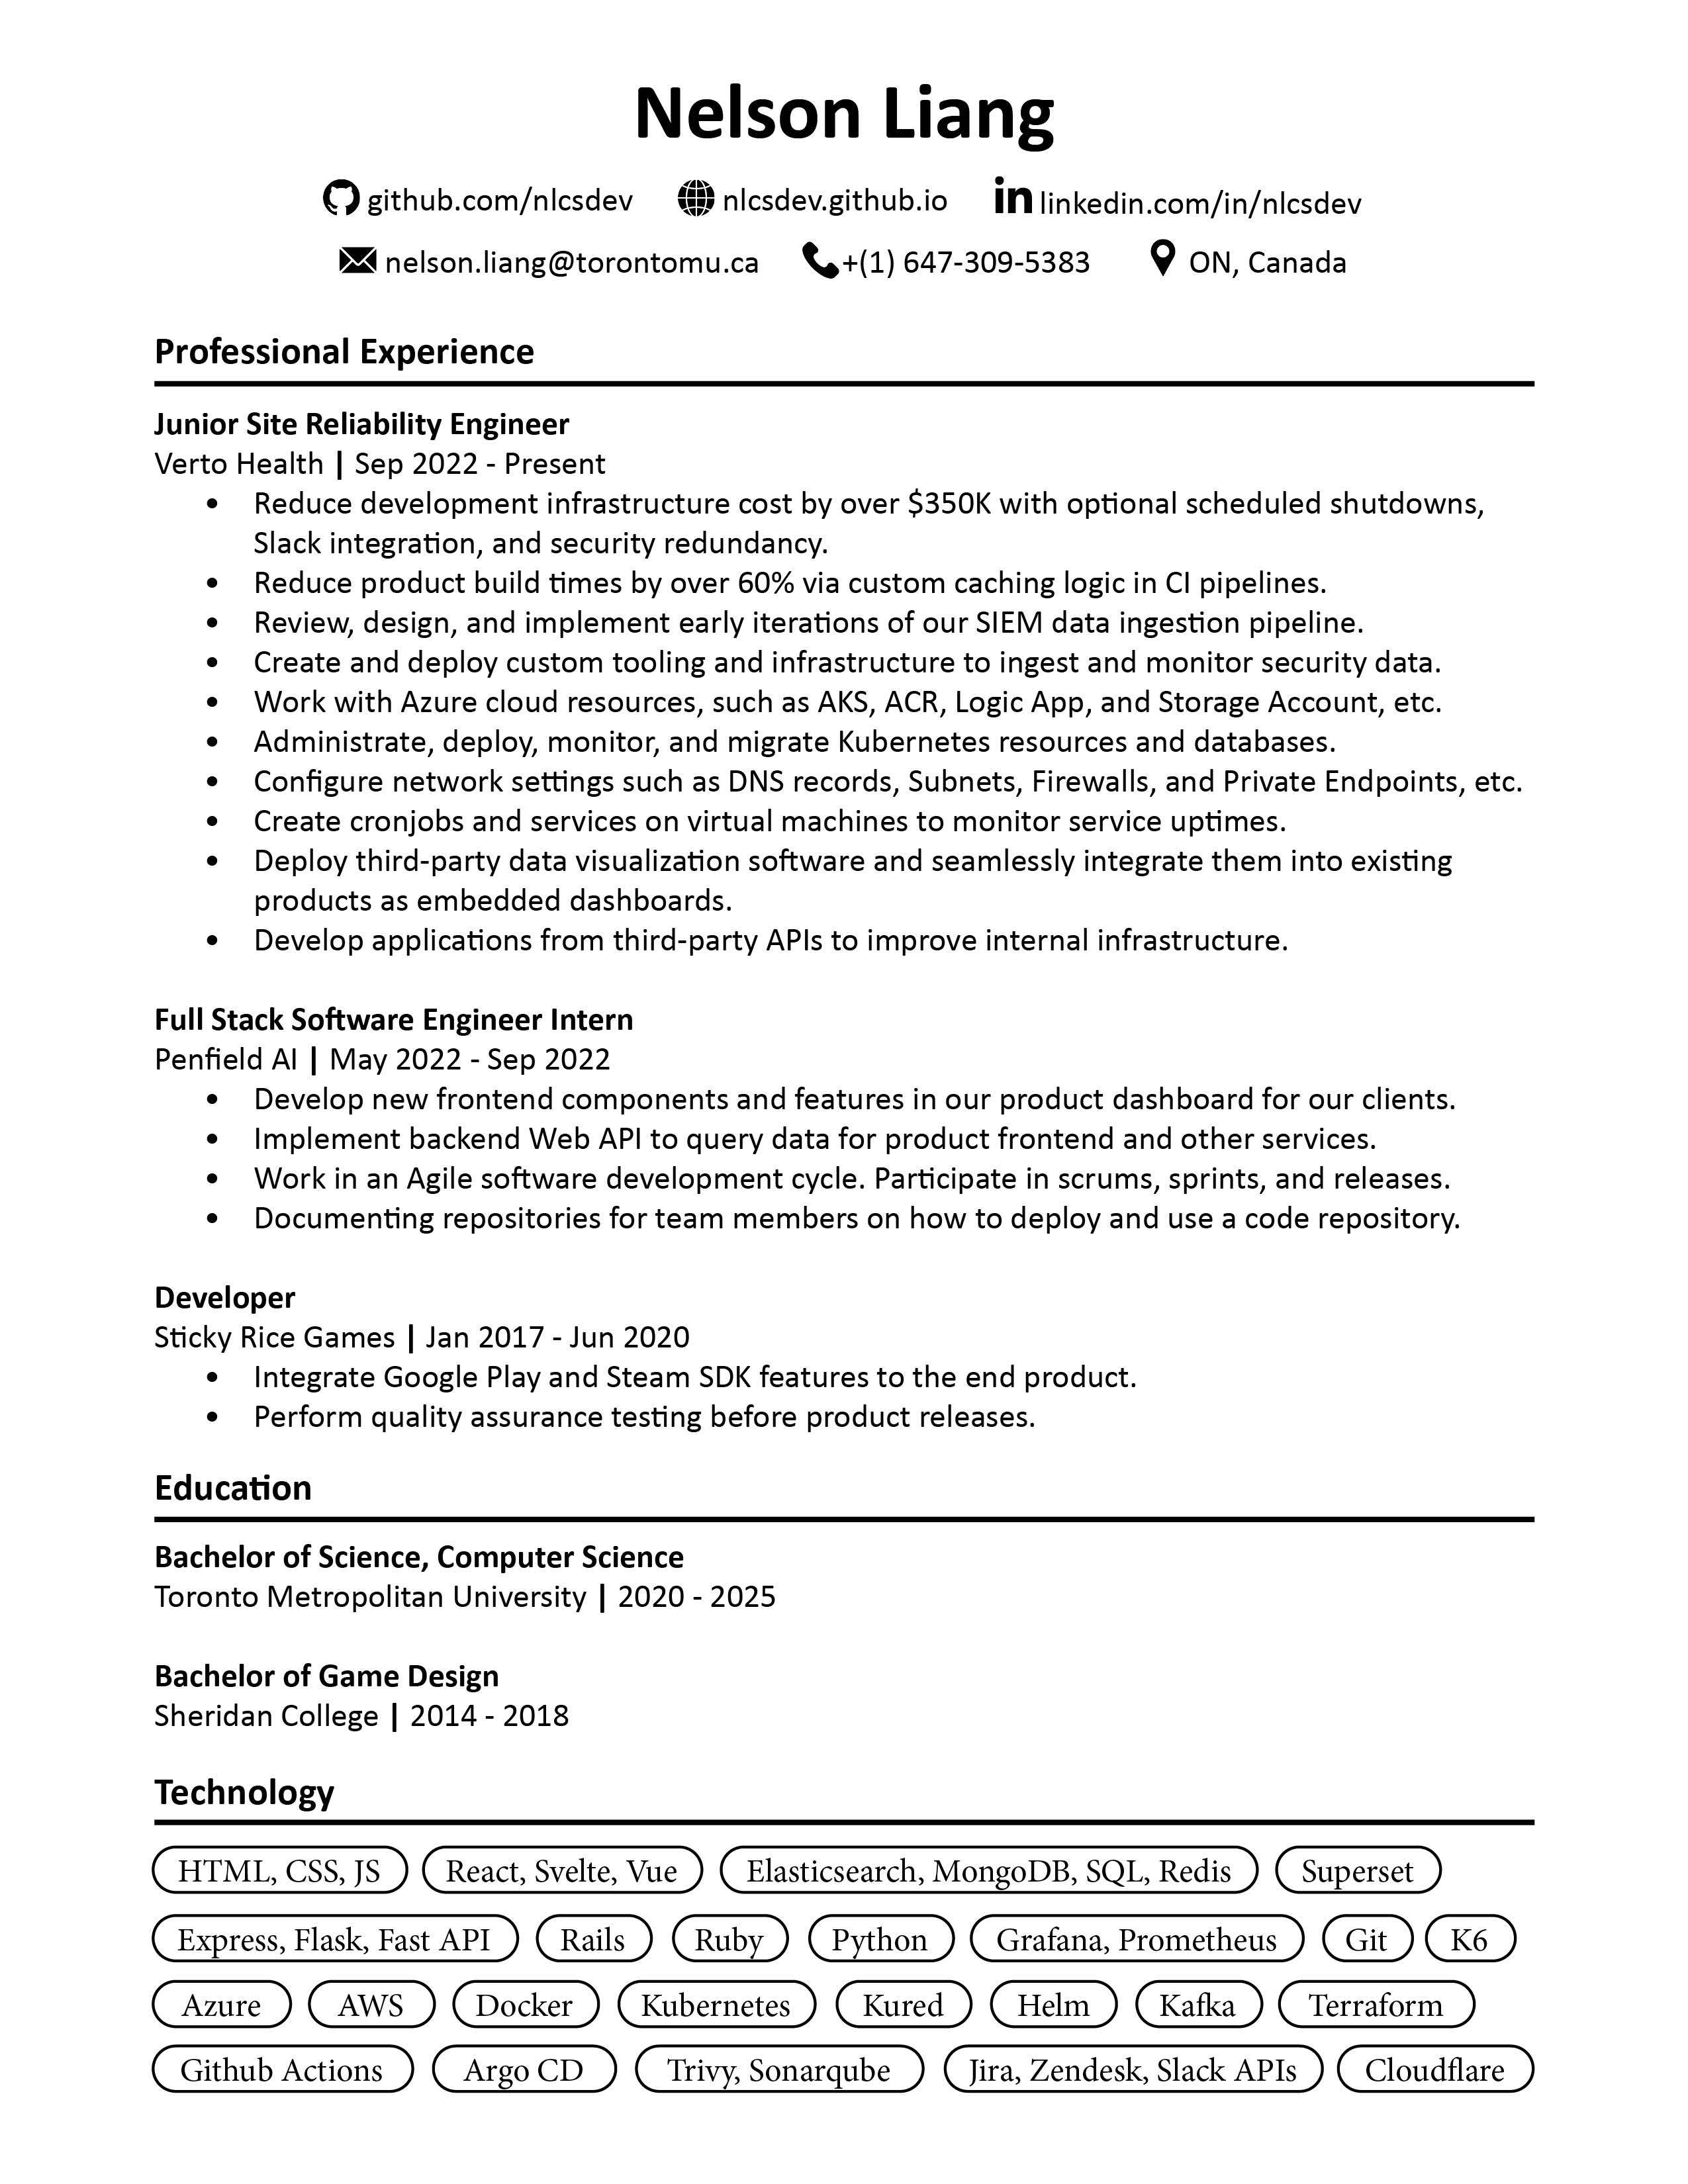 Nelson Liang
github.com/nlcsdev nlcsdev.github.io linkedin.com/in/nlcsdev
nelson.liang@torontomu.ca +(1) 647-309-5383 ON, Canada
Professional Experience
Junior Site Reliability Engineer
Verto Health | Sep 2022 - Present
• Reduce development infrastructure cost by over $350K with optional scheduled shutdowns,
Slack integration, and security redundancy.
• Reduce product build times by over 60% via custom caching logic in CI pipelines.
• Review, design, and implement early iterations of our SIEM data ingestion pipeline.
• Create and deploy custom tooling and infrastructure to ingest and monitor security data.
• Work with Azure cloud resources, such as AKS, ACR, Logic App, and Storage Account, etc.
• Administrate, deploy, monitor, and migrate Kubernetes resources and databases.
• Configure network settings such as DNS records, Subnets, Firewalls, and Private Endpoints, etc.
• Create cronjobs and services on virtual machines to monitor service uptimes.
• Deploy third-party data visualization software and seamlessly integrate them into existing
products as embedded dashboards.
• Develop applications from third-party APIs to improve internal infrastructure.
Full Stack Software Engineer Intern
Penfield AI | May 2022 - Sep 2022
• Develop new frontend components and features in our product dashboard for our clients.
• Implement backend Web API to query data for product frontend and other services.
• Work in an Agile software development cycle. Participate in scrums, sprints, and releases.
• Documenting repositories for team members on how to deploy and use a code repository.
Developer
Sticky Rice Games | Jan 2017 - Jun 2020
• Integrate Google Play and Steam SDK features to the end product.
• Perform quality assurance testing before product releases.
Education
Bachelor of Science, Computer Science
Toronto Metropolitan University | 2020 - 2025
Bachelor of Game Design
Sheridan College | 2014 - 2018
Technology
HTML, CSS, JS React, Svelte, Vue Elasticsearch, MongoDB, SQL, Redis Superset
Express, Flask, Fast API Rails Ruby Python Grafana, Prometheus Git K6
Azure AWS Docker Kubernetes Kured Helm Kafka Terraform
Github Actions Argo CD Trivy, Sonarqube Jira, Zendesk, Slack APIs Cloudflare